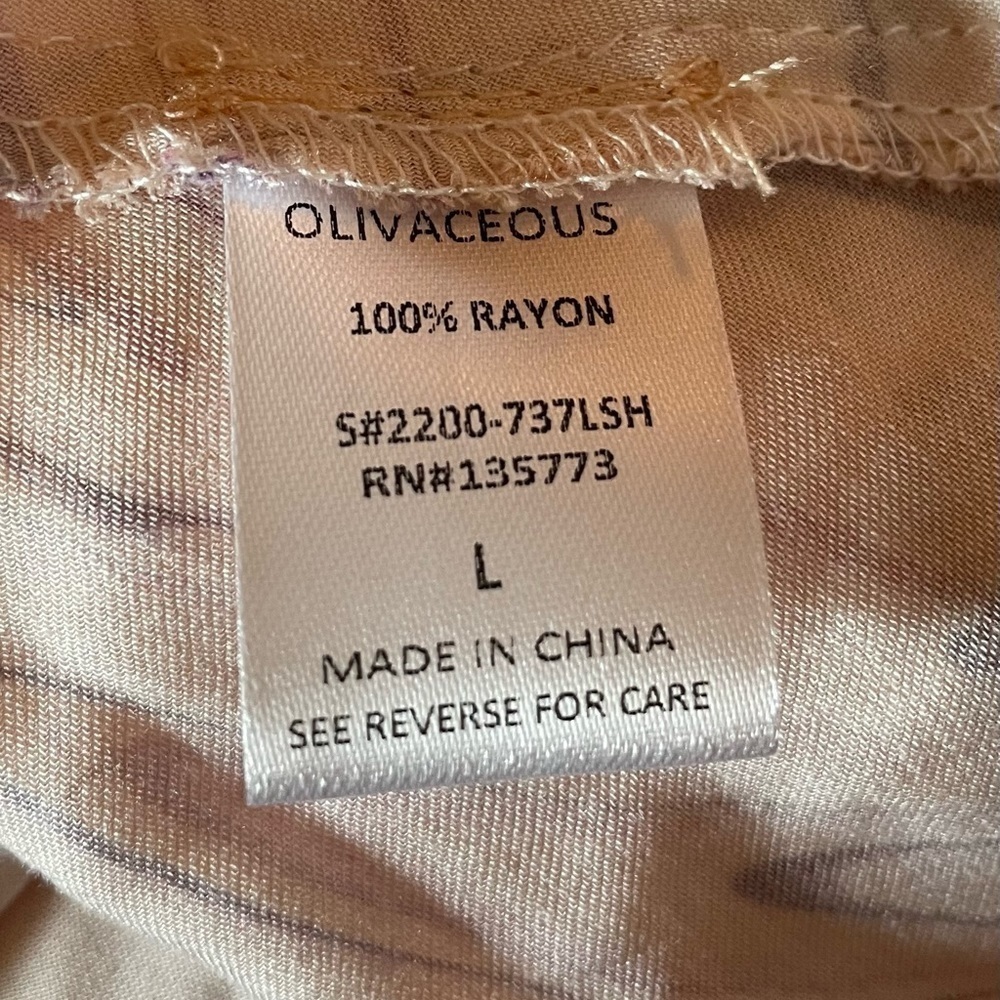 OLIVACEOUS
100% RAYON
S#2200-737LSH
RN#135773
L
MADE IN CHINA
SEE REVERSE FOR CARE